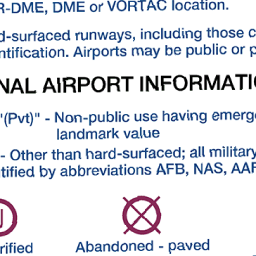 R-DME, DME or VORTAC location.
d-surfaced runways, including those
ntification. Airports may be public or
NAL AIRPORT INFORMATI
"(Pvt)" - Non-public use having emerg
landmark value
- Other than hard-surfaced; all military
tified by abbreviations AFB, NAS, AAF
Abandoned - paved